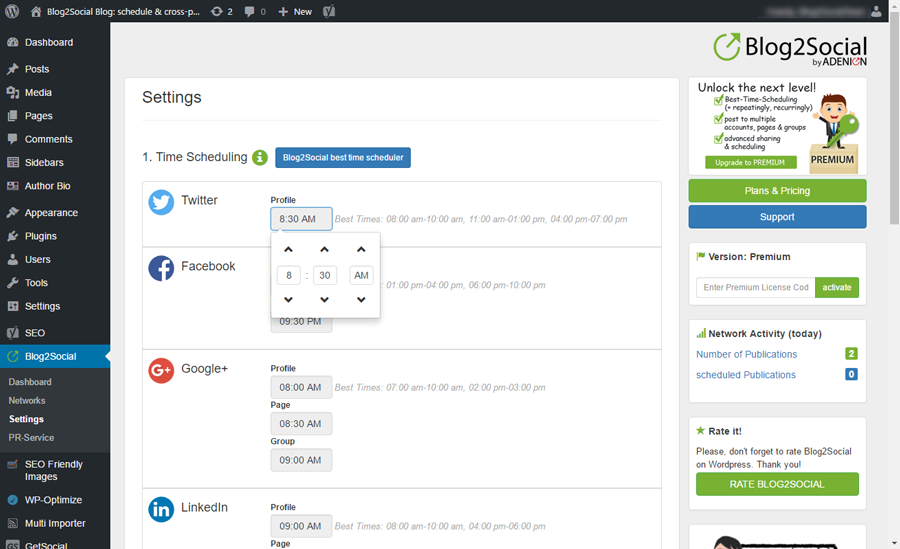 Blog2Social Blog: schedule & cross-p...
2
0
New
Dashboard
Posts
Media
Pages
Comments
Sidebars
Author Bio
Appearance
Plugins
Users
Tools
Settings
SEO
Blog2Social
Dashboard
Networks
Settings
PR-Service
SEO Friendly
Images
WP-Optimize
Multi Importer
GetSocial
Settings
1. Time Scheduling
Blog2Social best time scheduler
Twitter
Profile
8:30 AM
Best Times: 08:00 am-10:00 am, 11:00 am-01:00 pm, 04:00 pm-07:00 pm
8 : 30 AM
Facebook
01:00 pm-04:00 pm, 06:00 pm-10:00 pm
09:30 PM
Google+
Profile
08:00 AM
Best Times: 07:00 am-10:00 am, 02:00 pm-03:00 pm
Page
08:30 AM
Group
09:00 AM
LinkedIn
Profile
09:00 AM
Best Times: 08:00 am-10:00 am, 04:00 pm-06:00 pm
Page
Blog2Social
by ADENION
Unlock the next level!
Best-Time-Scheduling
(+ repeatingly, recurringly)
post to multiple
accounts, pages & groups
advanced sharing
& scheduling
Upgrade to PREMIUM
PREMIUM
Plans & Pricing
Support
Version: Premium
Enter Premium License Cod
activate
Network Activity (today)
Number of Publications
2
scheduled Publications
0
Rate it!
Please, don't forget to rate Blog2Social
on Wordpress. Thank you!
RATE BLOG2SOCIAL